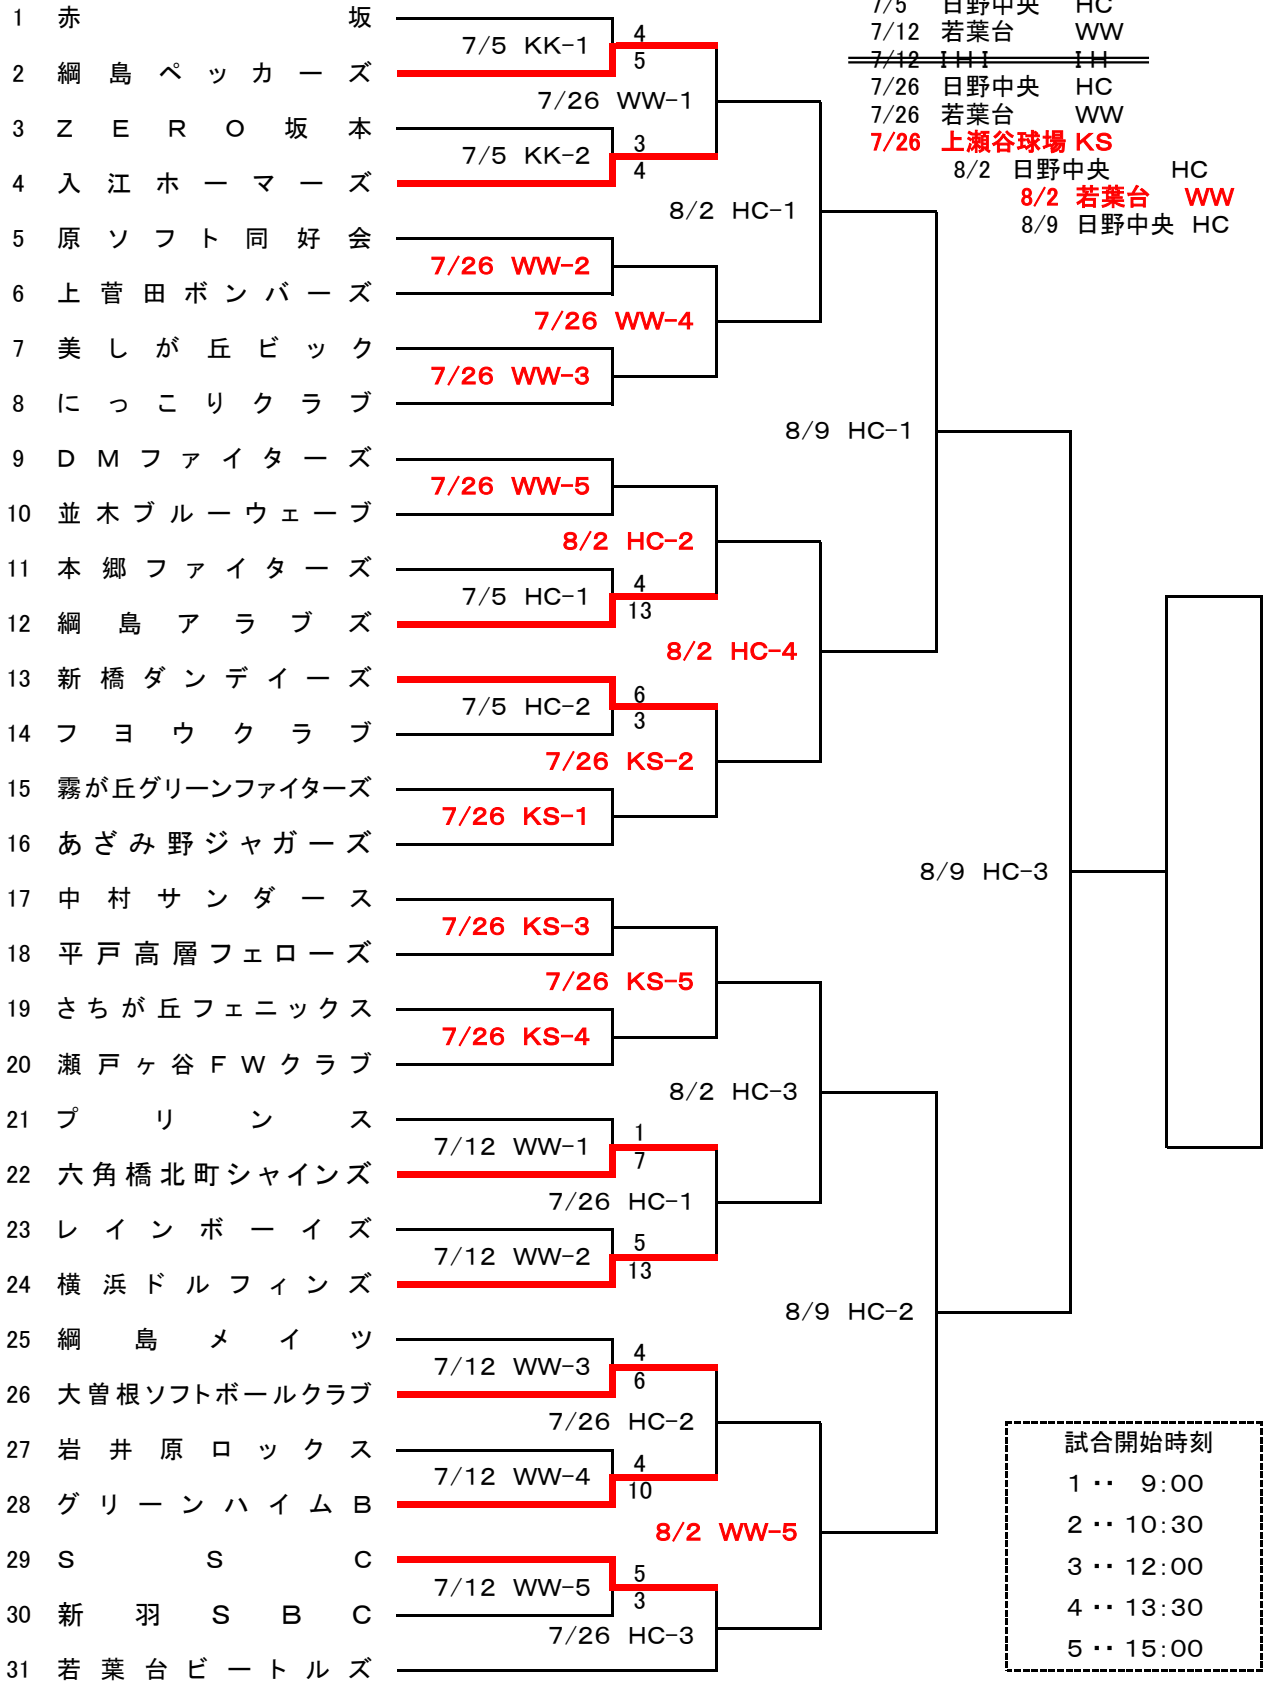 7/5 日野中央 HC
7/12 若葉台 WW
7/12 IHI IH
7/26 日野中央 HC
7/26 若葉台 WW
7/26 上瀬谷球場 KS
8/2 日野中央 HC
8/2 若葉台 WW
8/9 日野中央 HC
1 赤坂
7/5 KK-1
4
5
2 綱島ペッカーズ
7/26 WW-1
3 ZERO坂本
7/5 KK-2
3
4
4 入江ホーマーズ
8/2 HC-1
5 原ソフト同好会
7/26 WW-2
6 上菅田ボンバーズ
7/26 WW-4
7 美しが丘ビック
7/26 WW-3
8 にっこりクラブ
8/9 HC-1
9 DMファイターズ
7/26 WW-5
10 並木ブルーウェーブ
8/2 HC-2
11 本郷ファイターズ
7/5 HC-1
4
13
12 綱島アラブズ
8/2 HC-4
13 新橋ダンデイーズ
7/5 HC-2
6
3
14 フヨウクラブ
7/26 KS-2
15 霧が丘グリーンファイターズ
7/26 KS-1
16 あざみ野ジャガーズ
8/9 HC-3
17 中村サンダース
7/26 KS-3
18 平戸高層フェローズ
7/26 KS-5
19 さちが丘フェニックス
7/26 KS-4
20 瀬戸ヶ谷FWクラブ
8/2 HC-3
21 プリンス
7/12 WW-1
1
7
22 六角橋北町シャインズ
7/26 HC-1
23 レインボーイズ
7/12 WW-2
5
13
24 横浜ドルフィンズ
8/9 HC-2
25 綱島メイツ
7/12 WW-3
4
6
26 大曽根ソフトボールクラブ
7/26 HC-2
27 岩井原ロックス
7/12 WW-4
4
10
28 グリーンハイムB
8/2 WW-5
29 SSC
7/12 WW-5
5
3
30 新羽SBC
7/26 HC-3
31 若葉台ビートルズ
試合開始時刻
1 ‥ 9:00
2 ‥ 10:30
3 ‥ 12:00
4 ‥ 13:30
5 ‥ 15:00